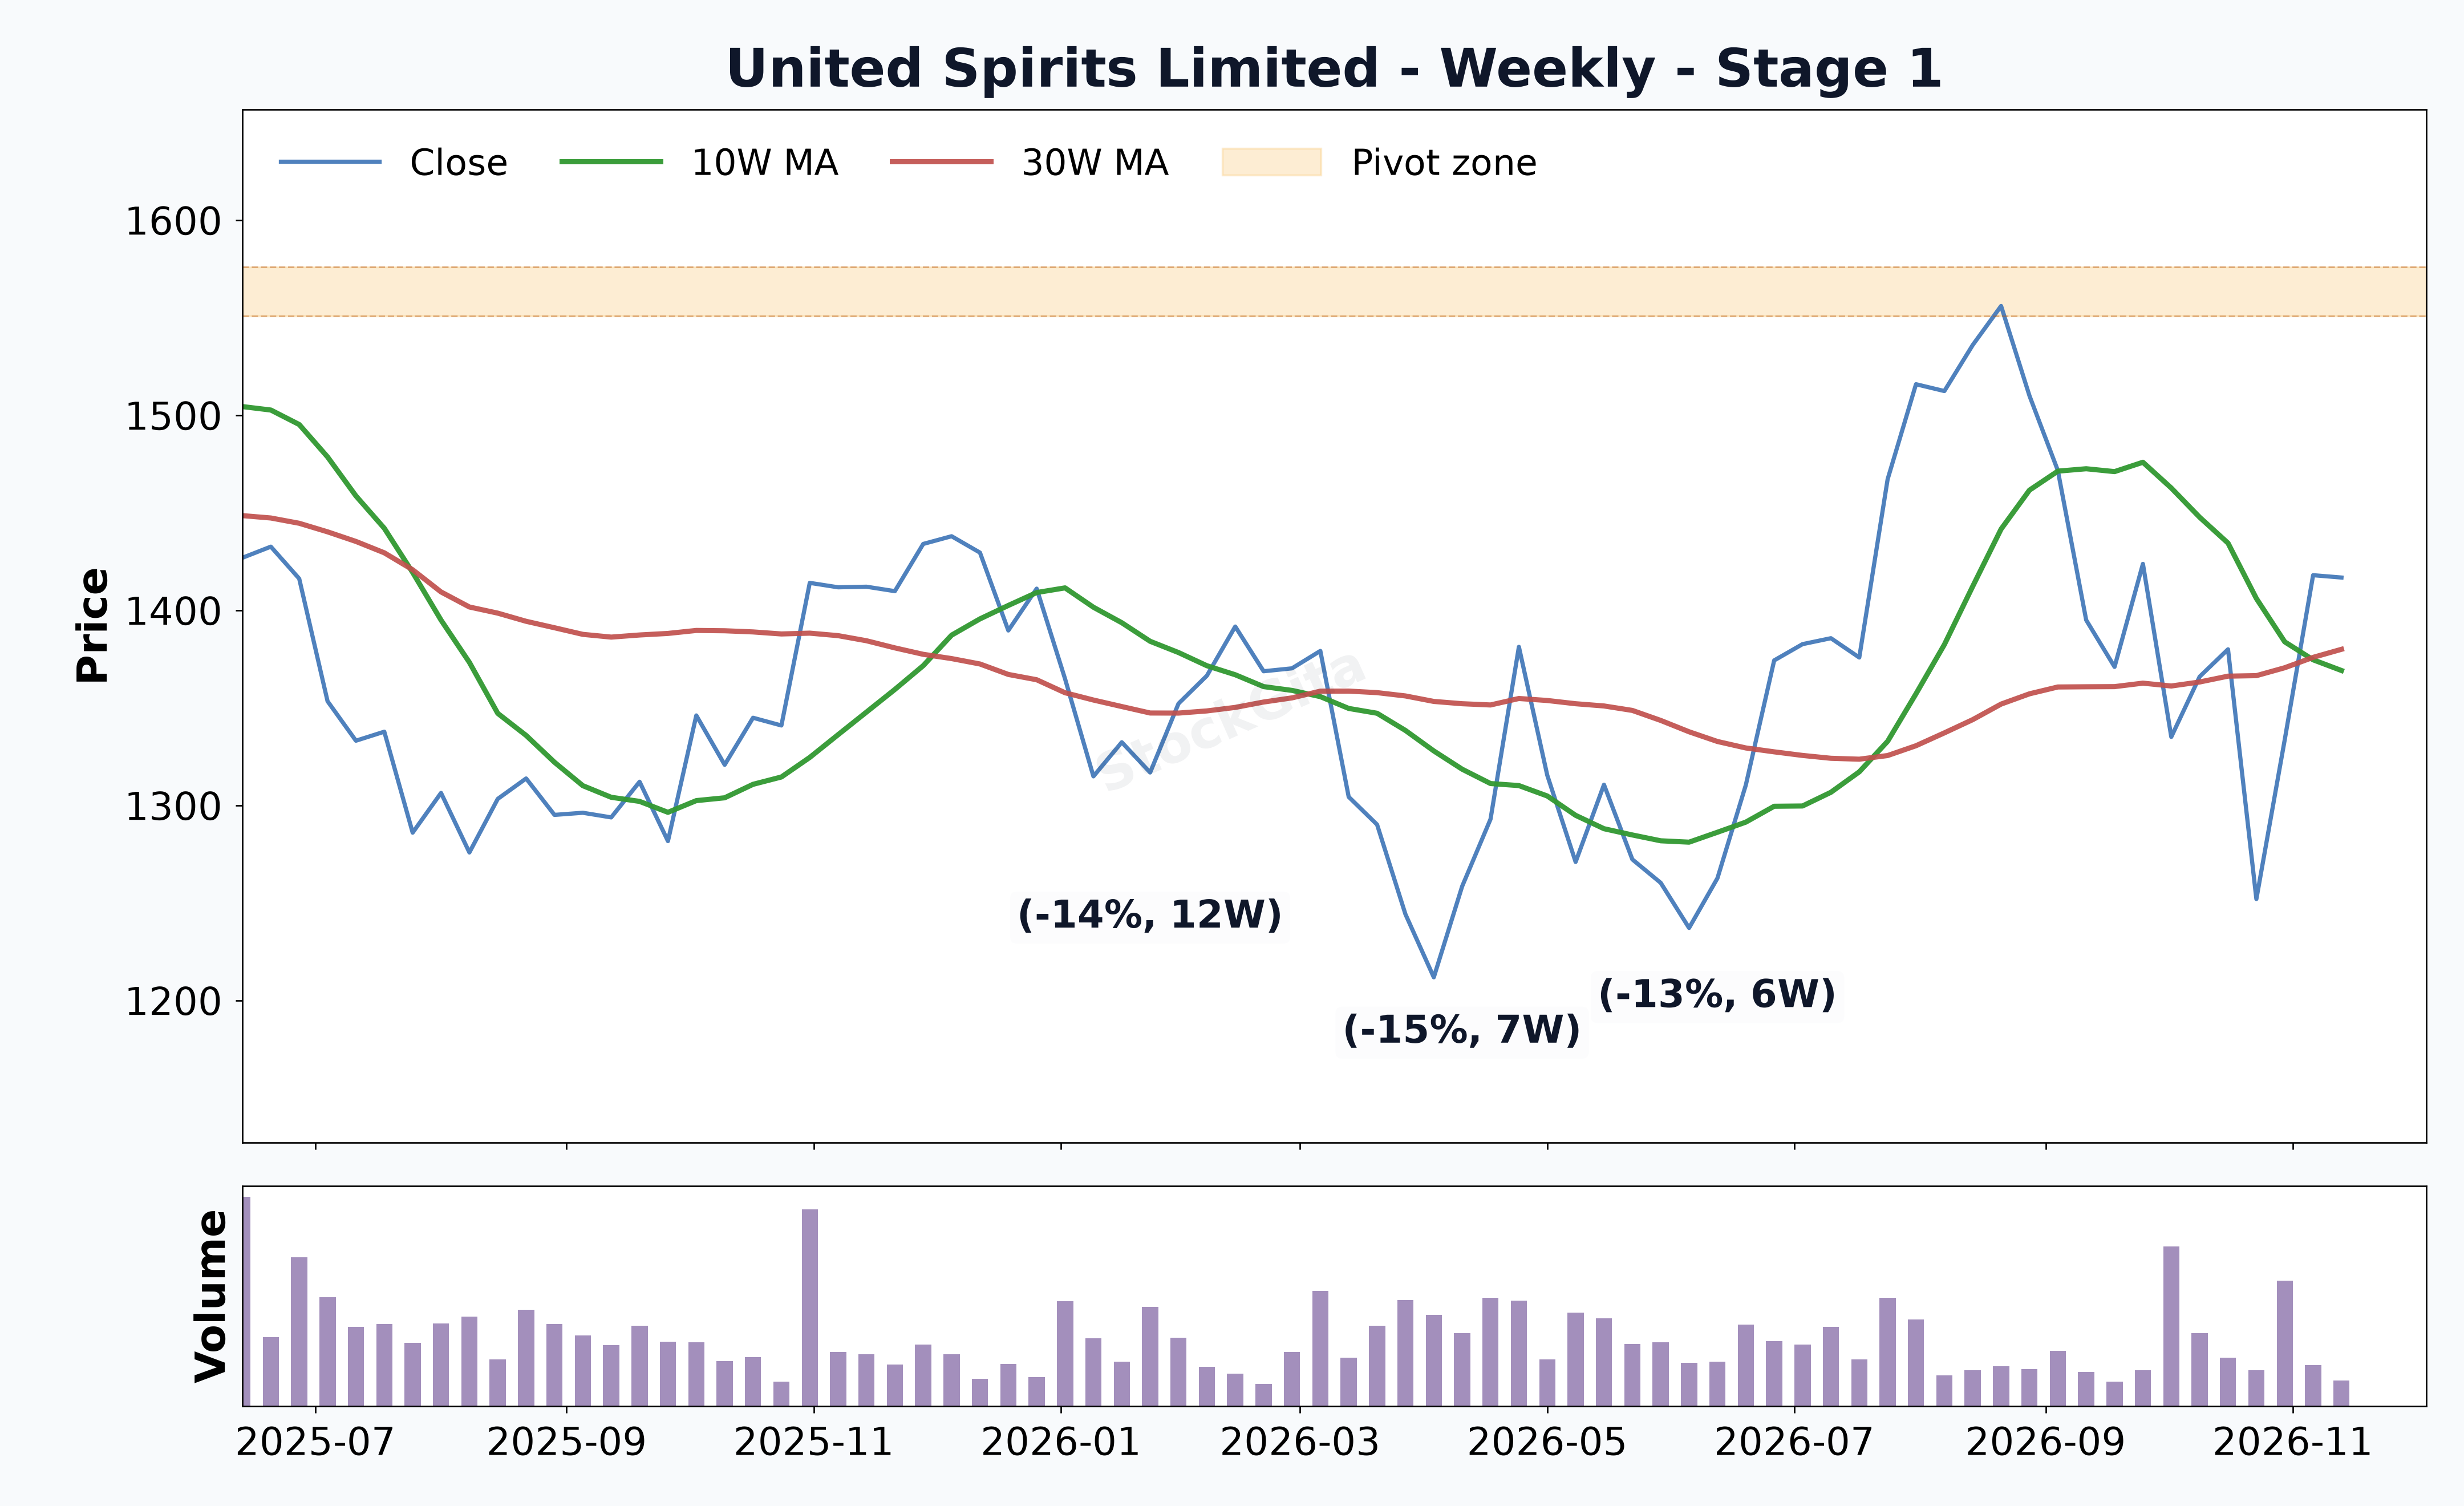 United Spirits Limited - Weekly - Stage 1
Close 10W MA 30W MA Pivot zone
1600
1500
1400
1300
1200
Price
StockGita
(-14%, 12W)
(-13%, 6W)
(-15%, 7W)
Volume
2025-07 2025-09 2025-11 2026-01 2026-03 2026-05 2026-07 2026-09 2026-11